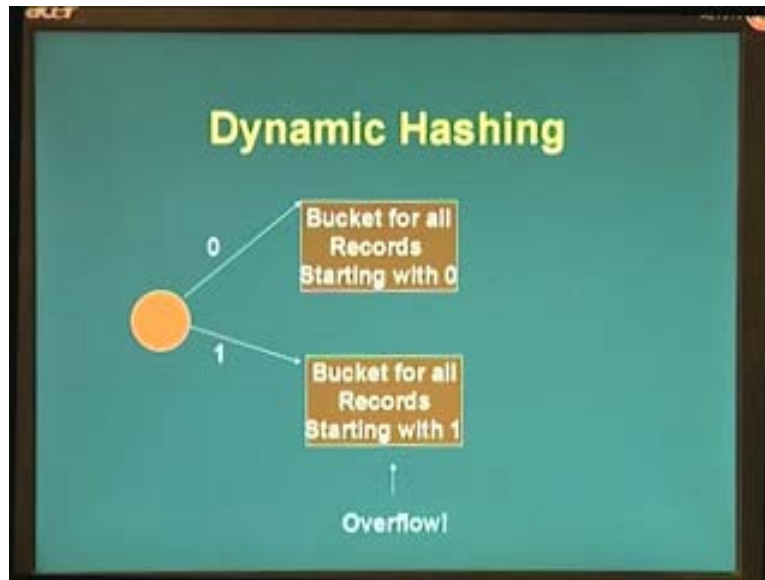 acer
Dynamic Hashing
0
Bucket for all
Records
Starting with 0
1
Bucket for all
Records
Starting with 1
Overflow!